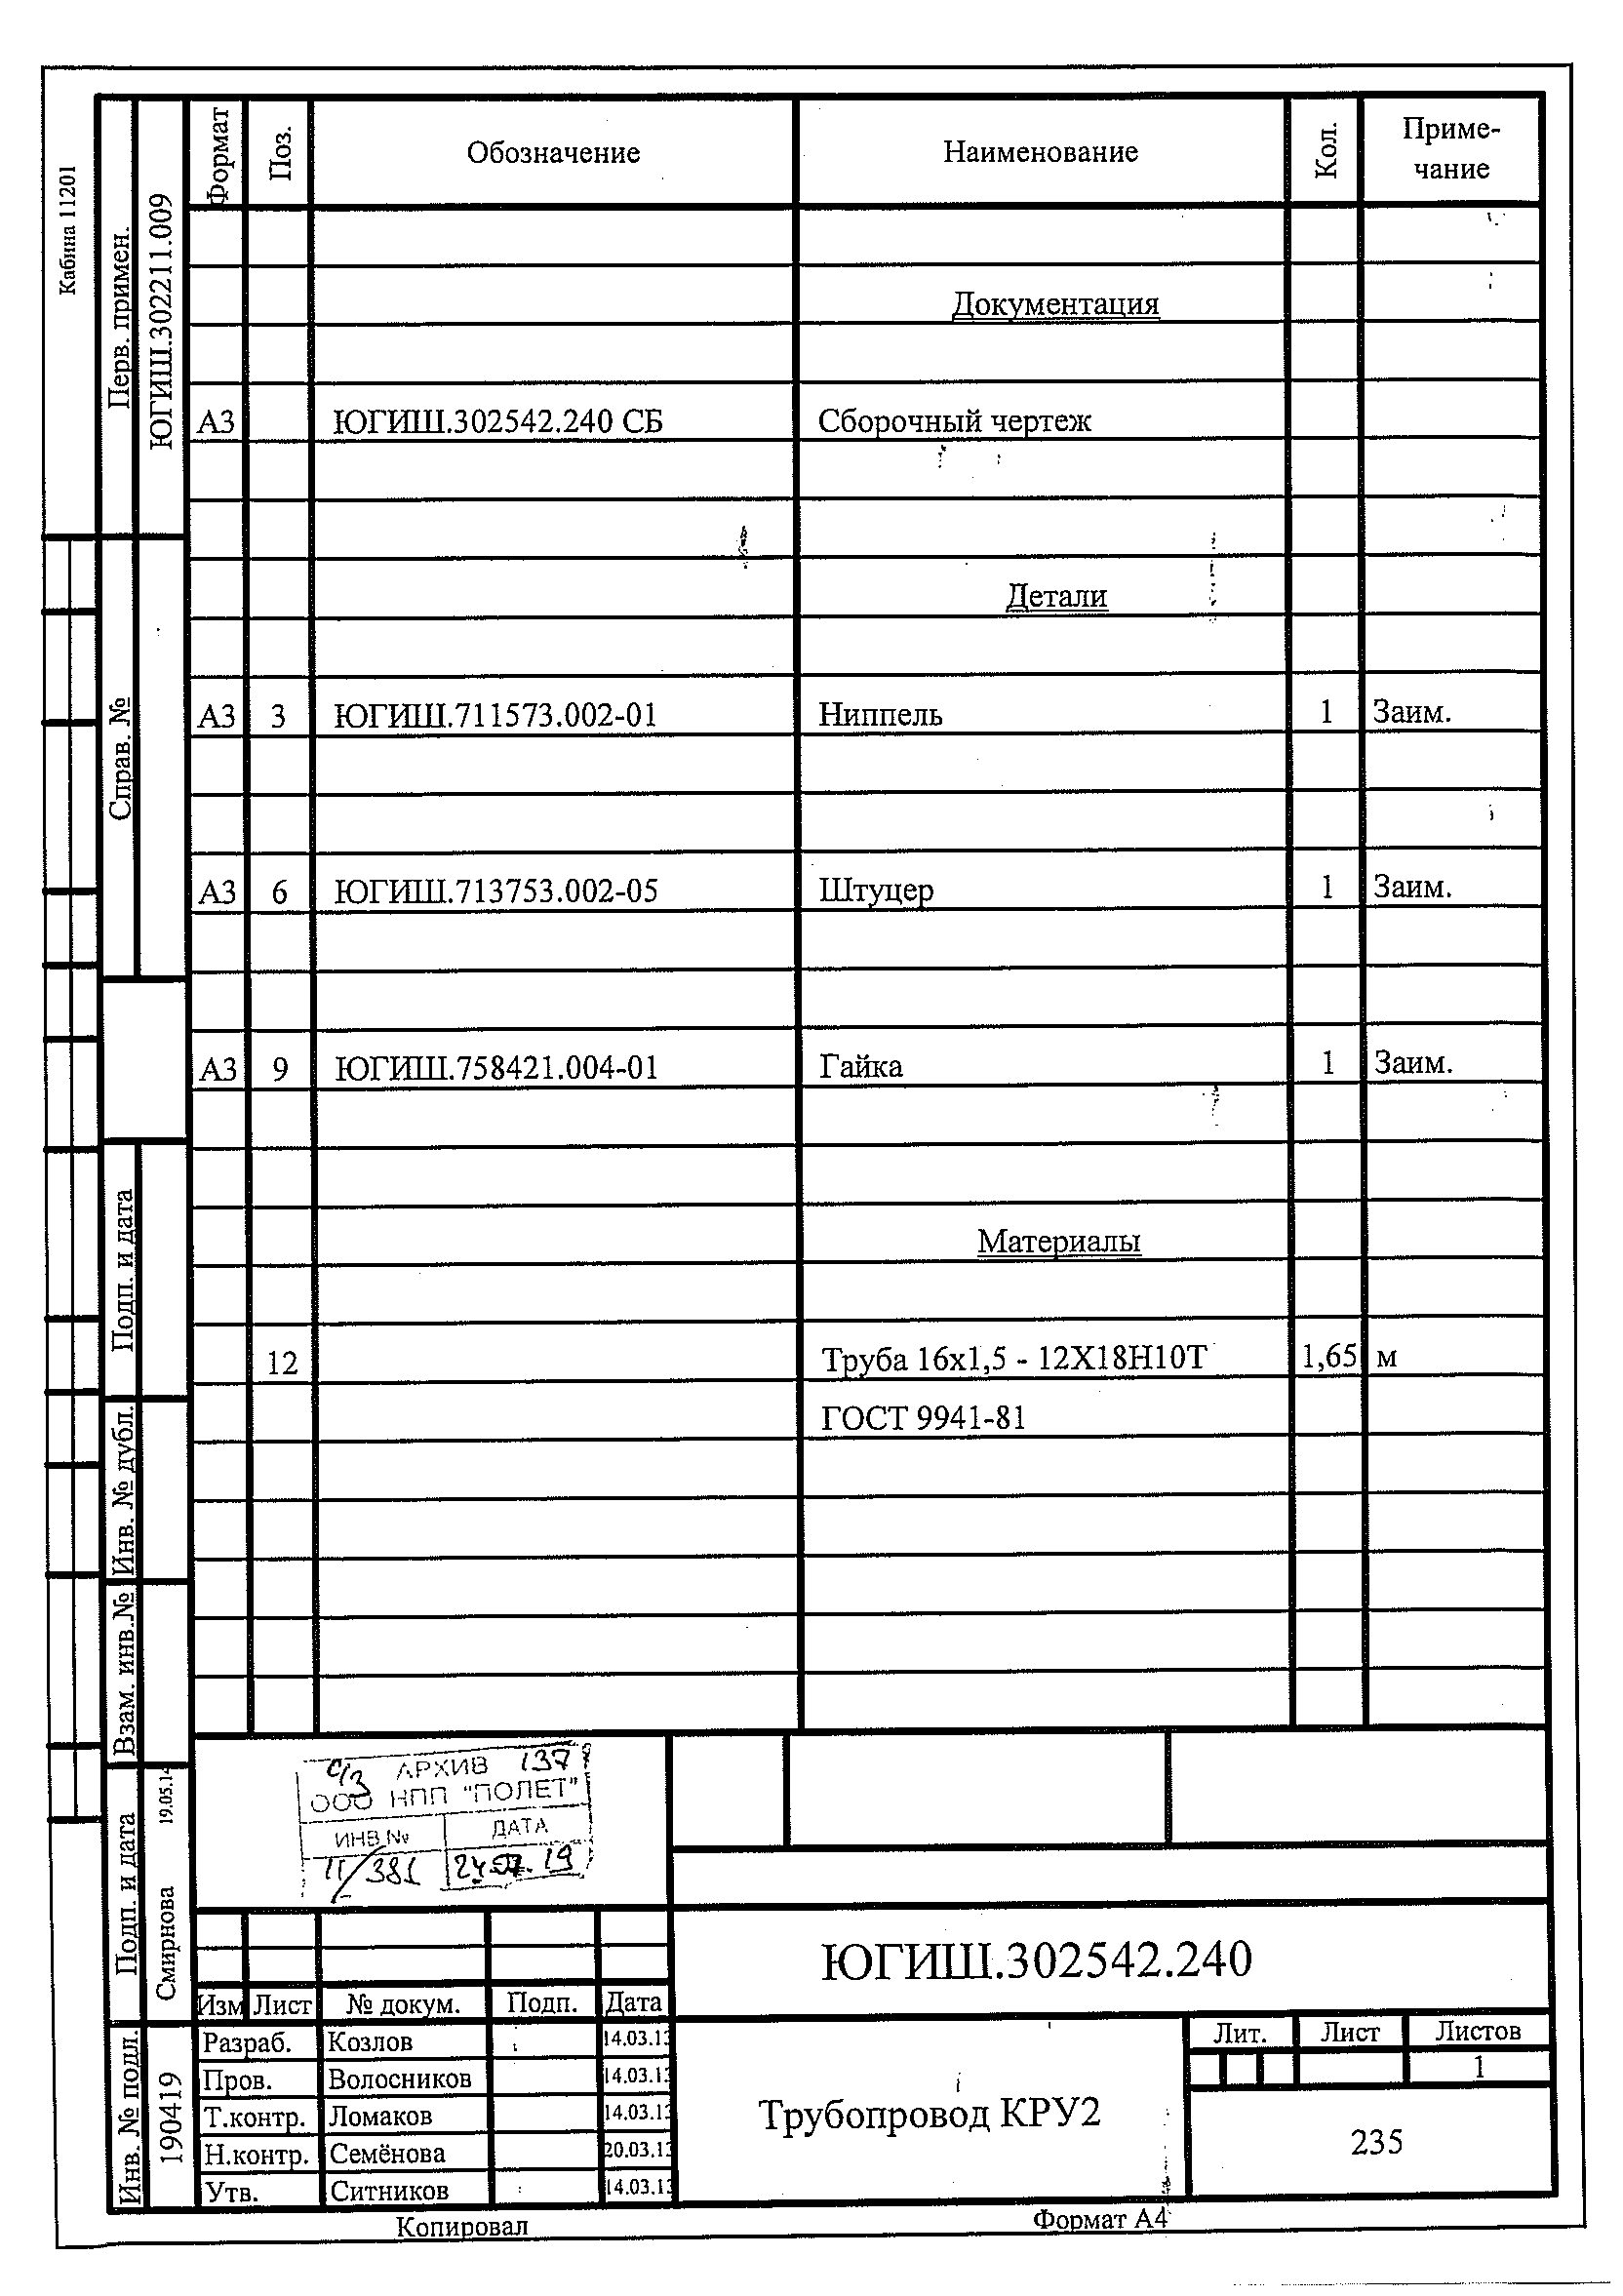 Кабина 11201
Перв. примен.
ЮГИШ.302211.009
Справ. №
Подп. и дата
Инв. № дубл.
Взам. инв.№
Подп. и дата
Смирнова 19.05.14
Инв. № подл.
190419
Формат Поз. Обозначение Наименование Кол. Приме-
чание
Документация
А3 ЮГИШ.302542.240 СБ Сборочный чертеж
Детали
А3 3 ЮГИШ.711573.002-01 Ниппель 1 Заим.
А3 6 ЮГИШ.713753.002-05 Штуцер 1 Заим.
А3 9 ЮГИШ.758421.004-01 Гайка 1 Заим.
Материалы
12 Труба 16х1,5 - 12Х18Н10Т 1,65 м
ГОСТ 9941-81
АРХИВ 137
ООО НПП "ПОЛЕТ"
ИНВ.№ ДАТА
11/381 24.07.19
ЮГИШ.302542.240
Изм Лист № докум. Подп. Дата
Разраб. Козлов 14.03.13
Пров. Волосников 14.03.13
Т.контр. Ломаков 14.03.13
Н.контр. Семёнова 20.03.13
Утв. Ситников 14.03.13
Трубопровод КРУ2
Лит. Лист Листов
1
235
Копировал Формат А4